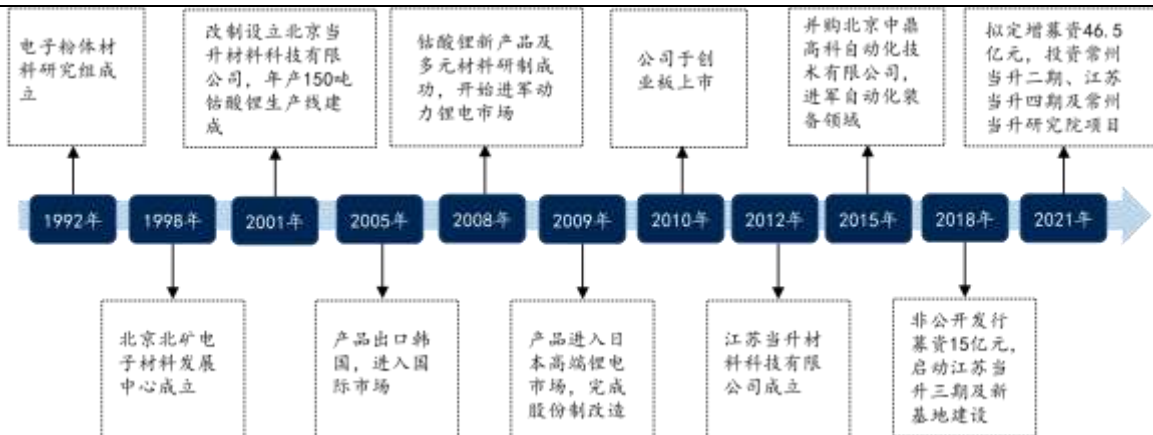 电子粉体材
料研究组成
立
改制设立北京当
升材料科技有限
公司，年产150吨
钴酸锂生产线建
成
钴酸锂新产品及
多元材料研制成
功，开始进军动
力锂电市场
公司于创
业板上市
并购北京中鼎
高科自动化技
术有限公司，
进军自动化装
备领域
拟定增募资46.5
亿元，投资常州
当升二期、江苏
当升四期及常州
当升研究院项目
1992年
1998年
2001年
2005年
2008年
2009年
2010年
2012年
2015年
2018年
2021年
北京北矿电
子材料发展
中心成立
产品出口韩
国，进入国
际市场
产品进入日
本高端锂电
市场，完成
股份制改造
江苏当升材
料科技有限
公司成立
非公开发行
募资15亿元，
启动江苏当
升三期及新
基地建设